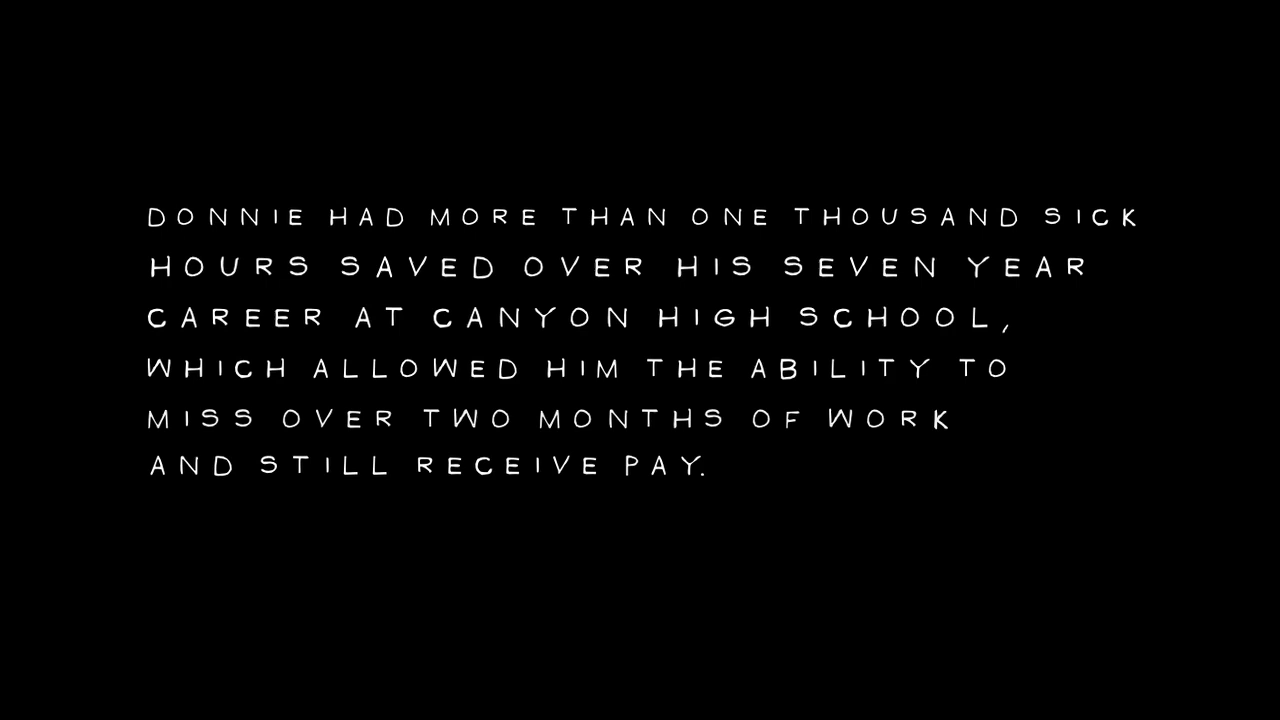 DONNIE HAD MORE THAN ONE THOUSAND SICK
HOURS SAVED OVER HIS SEVEN YEAR
CAREER AT CANYON HIGH SCHOOL,
WHICH ALLOWED HIM THE ABILITY TO
MISS OVER TWO MONTHS OF WORK
AND STILL RECEIVE PAY.